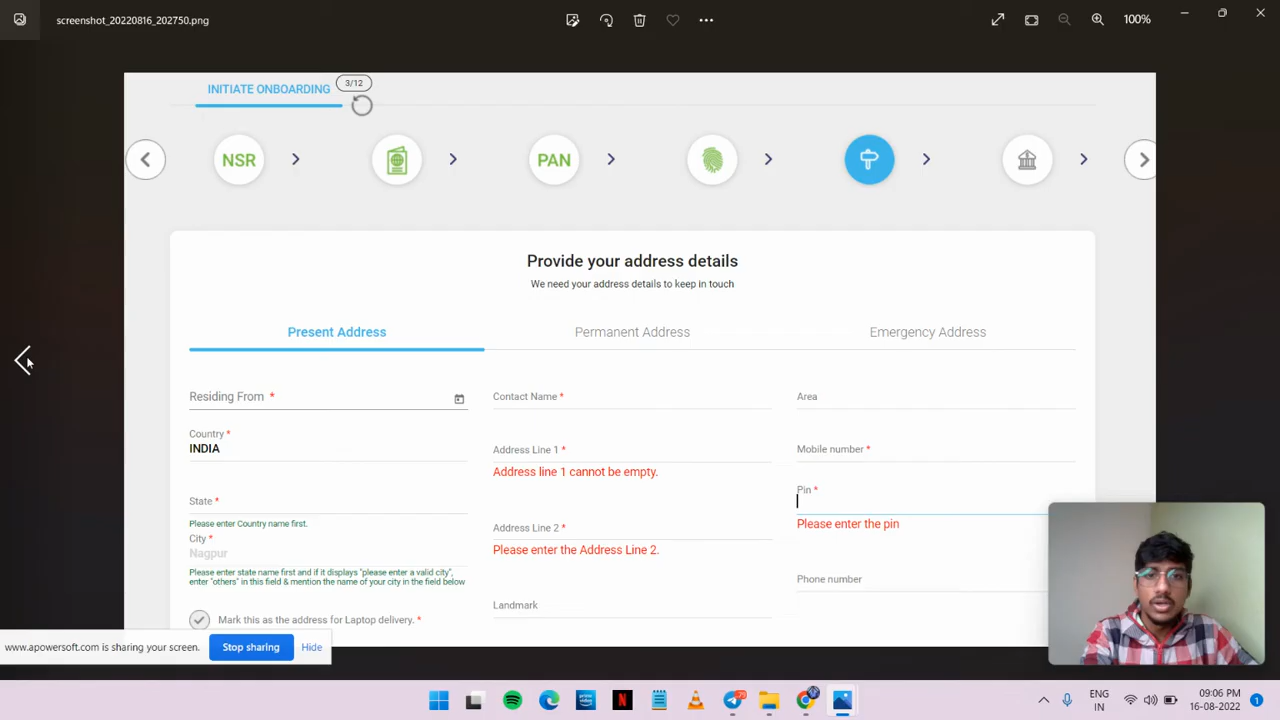 screenshot_20220816_202750.png
100%
INITIATE ONBOARDING
3/12
NSR
PAN
Provide your address details
We need your address details to keep in touch
Present Address
Permanent Address
Emergency Address
Residing From *
Contact Name *
Area
Country *
INDIA
Address Line 1 *
Address line 1 cannot be empty.
Mobile number *
Pin *
Please enter the pin
State *
Please enter Country name first.
City *
Nagpur
Please enter state name first and if it displays "please enter a valid city",
enter "others" in this field & mention the name of your city in the field below
Address Line 2 *
Please enter the Address Line 2.
Phone number
Landmark
Mark this as the address for Laptop delivery. *
www.apowersoft.com is sharing your screen.
Stop sharing
Hide
ENG
IN
09:06 PM
16-08-2022